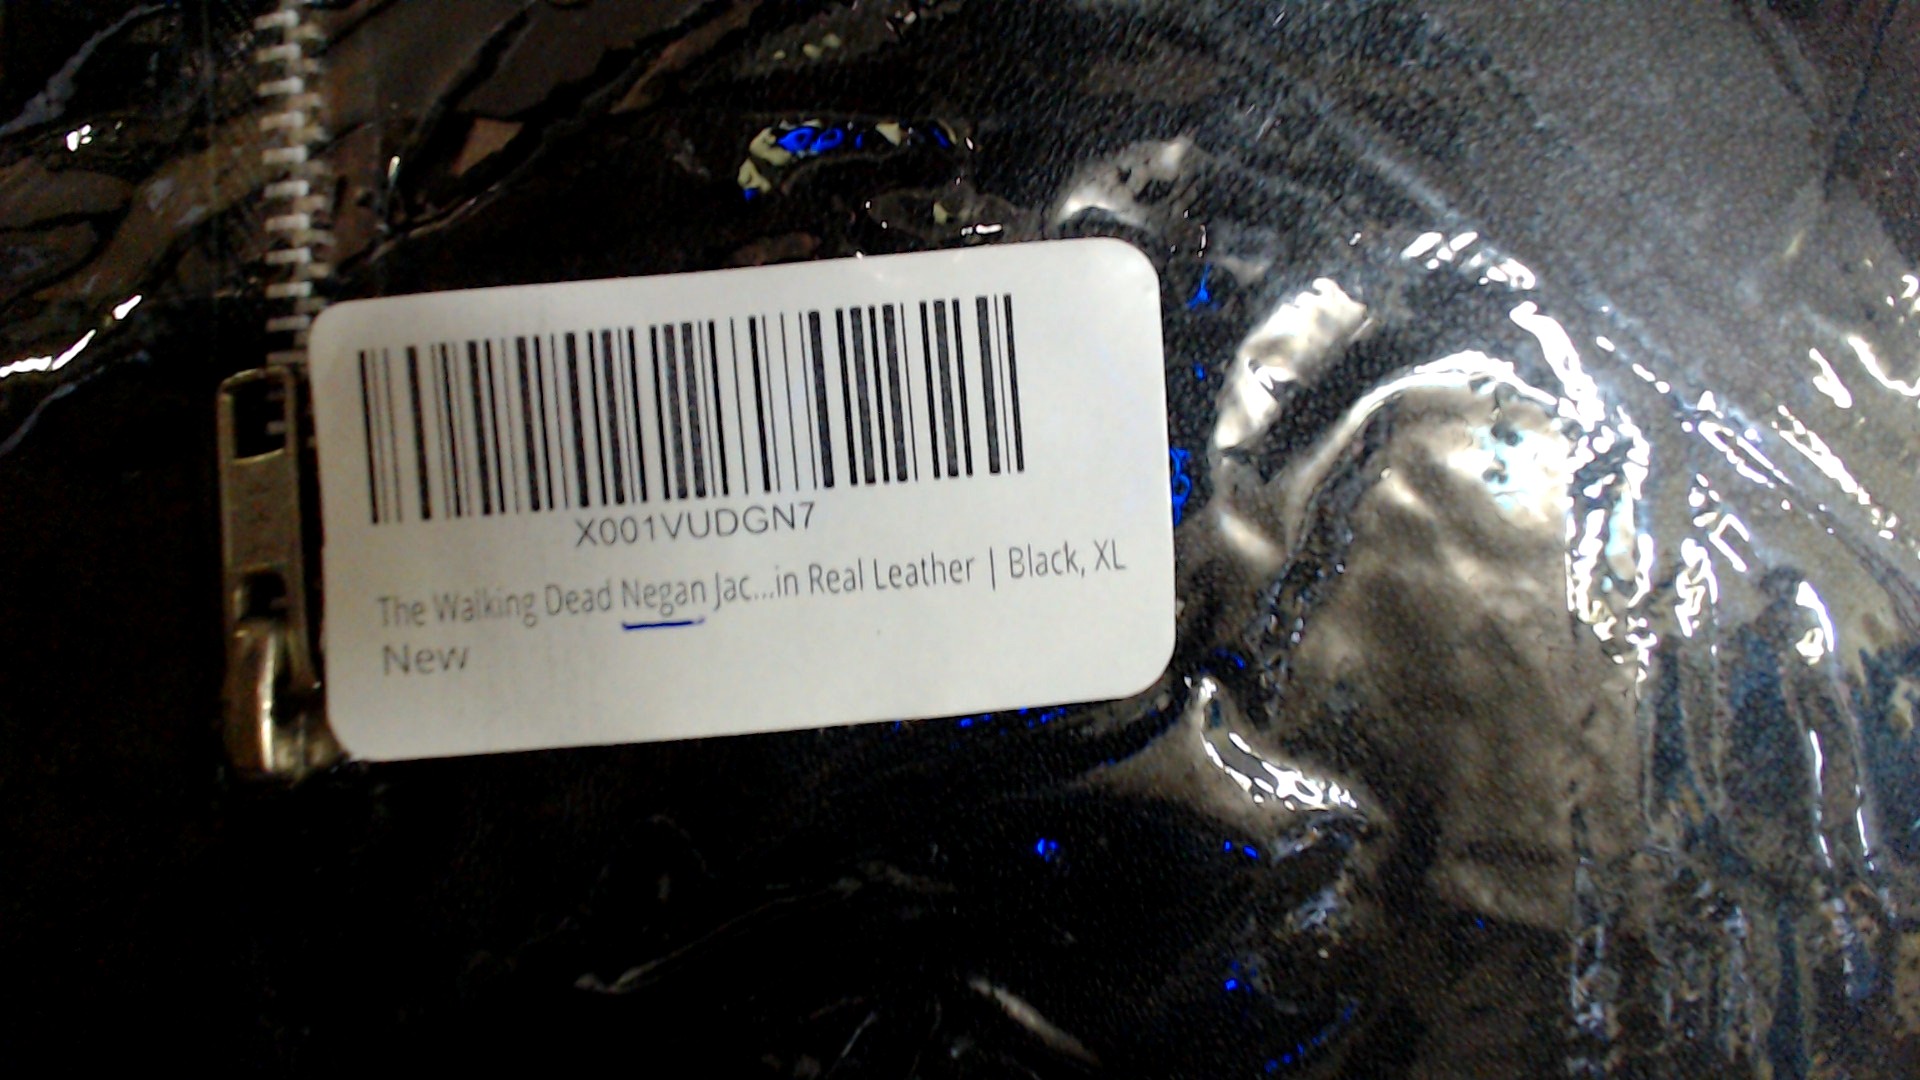 X001VUDGN7
The Walking Dead Negan Jac...in Real Leather | Black, XL
New